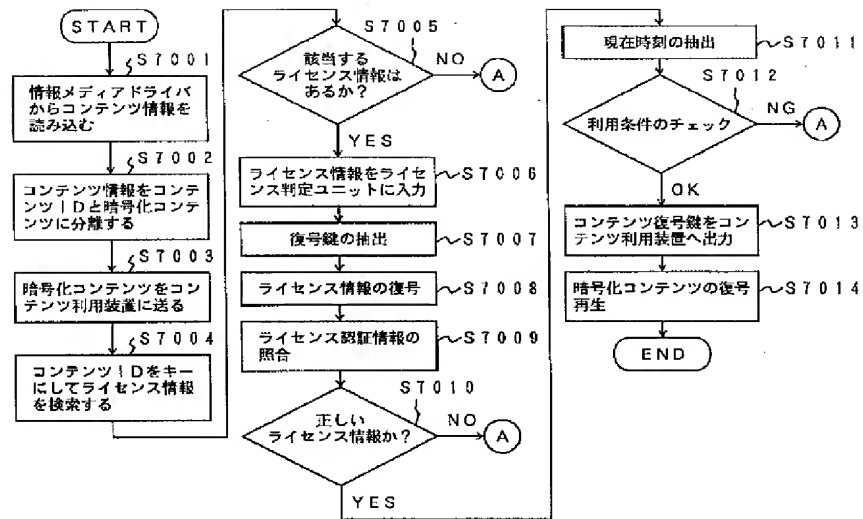 START
S7001
情報メディアドライバ
からコンテンツ情報を
読み込む
S7002
コンテンツ情報をコンテ
ンツIDと暗号化コンテ
ンツに分離する
S7003
暗号化コンテンツをコン
テンツ利用装置に送る
S7004
コンテンツIDをキー
にしてライセンス情報
を検索する
S7005
該当する
ライセンス情報は
あるか?
NO
A
YES
ライセンス情報をライセ
ンス判定ユニットに入力
S7006
復号鍵の抽出
S7007
ライセンス情報の復号
S7008
ライセンス認証情報の
照合
S7009
S7010
正しい
ライセンス情報か?
NO
A
YES
現在時刻の抽出
S7011
S7012
利用条件のチェック
NG
A
OK
コンテンツ復号鍵をコン
テンツ利用装置へ出力
S7013
暗号化コンテンツの復号
再生
S7014
END